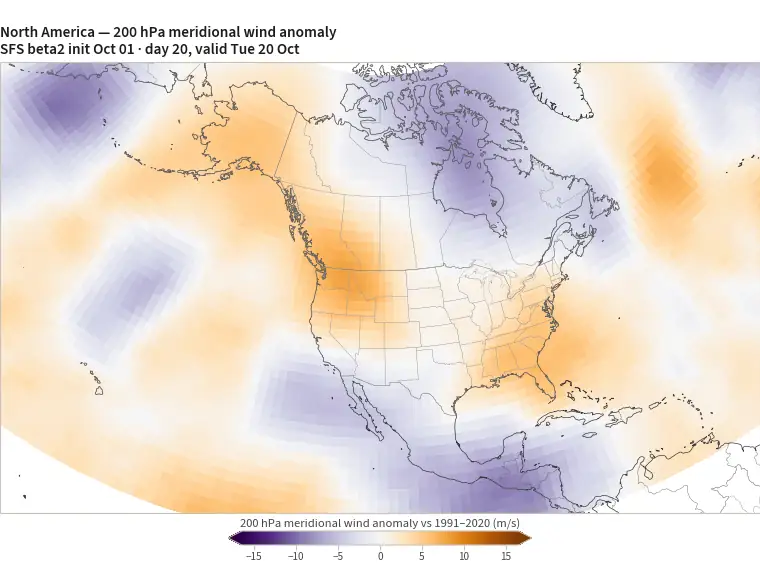 North America — 200 hPa meridional wind anomaly
SFS beta2 init Oct 01 · day 20, valid Tue 20 Oct
200 hPa meridional wind anomaly vs 1991–2020 (m/s)
−15 −10 −5 0 5 10 15